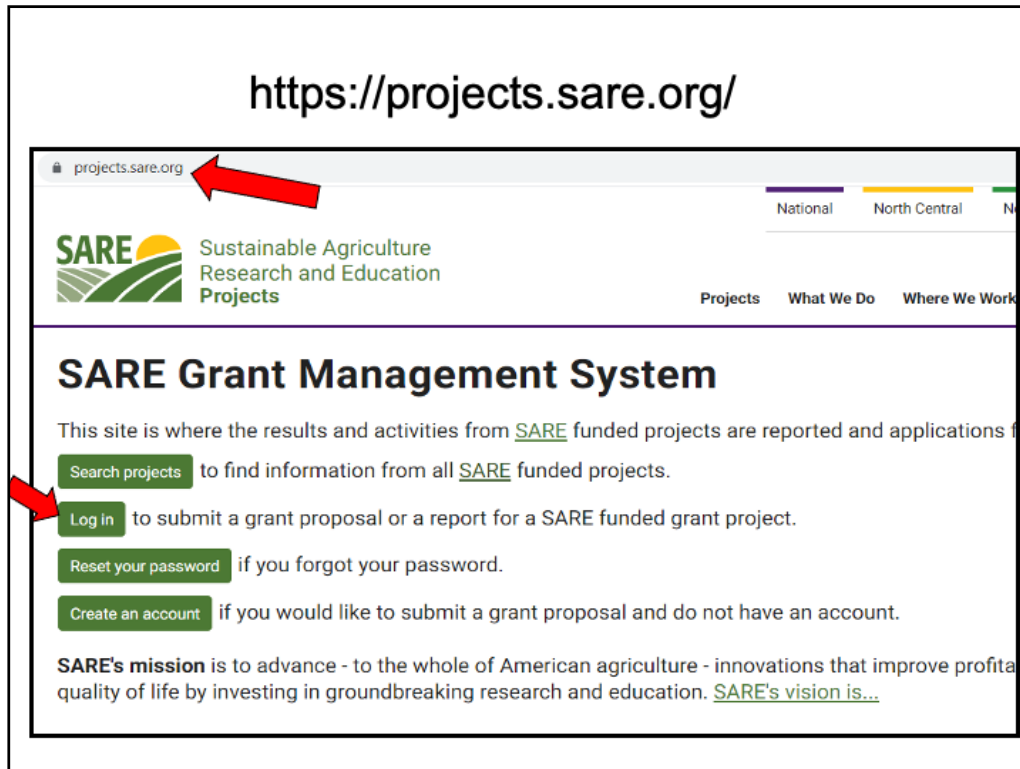 https://projects.sare.org/
projects.sare.org
National North Central
SARE
Sustainable Agriculture
Research and Education
Projects
Projects What We Do Where We Work
SARE Grant Management System
This site is where the results and activities from SARE funded projects are reported and applications
Search projects to find information from all SARE funded projects.
Log in to submit a grant proposal or a report for a SARE funded grant project.
Reset your password if you forgot your password.
Create an account if you would like to submit a grant proposal and do not have an account.
SARE's mission is to advance - to the whole of American agriculture - innovations that improve
quality of life by investing in groundbreaking research and education. SARE's vision is...